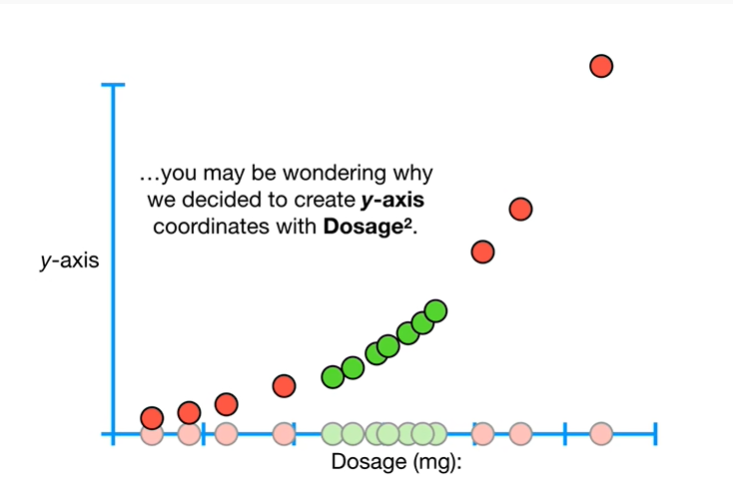 …you may be wondering why
we decided to create y-axis
coordinates with Dosage².
y-axis
Dosage (mg):